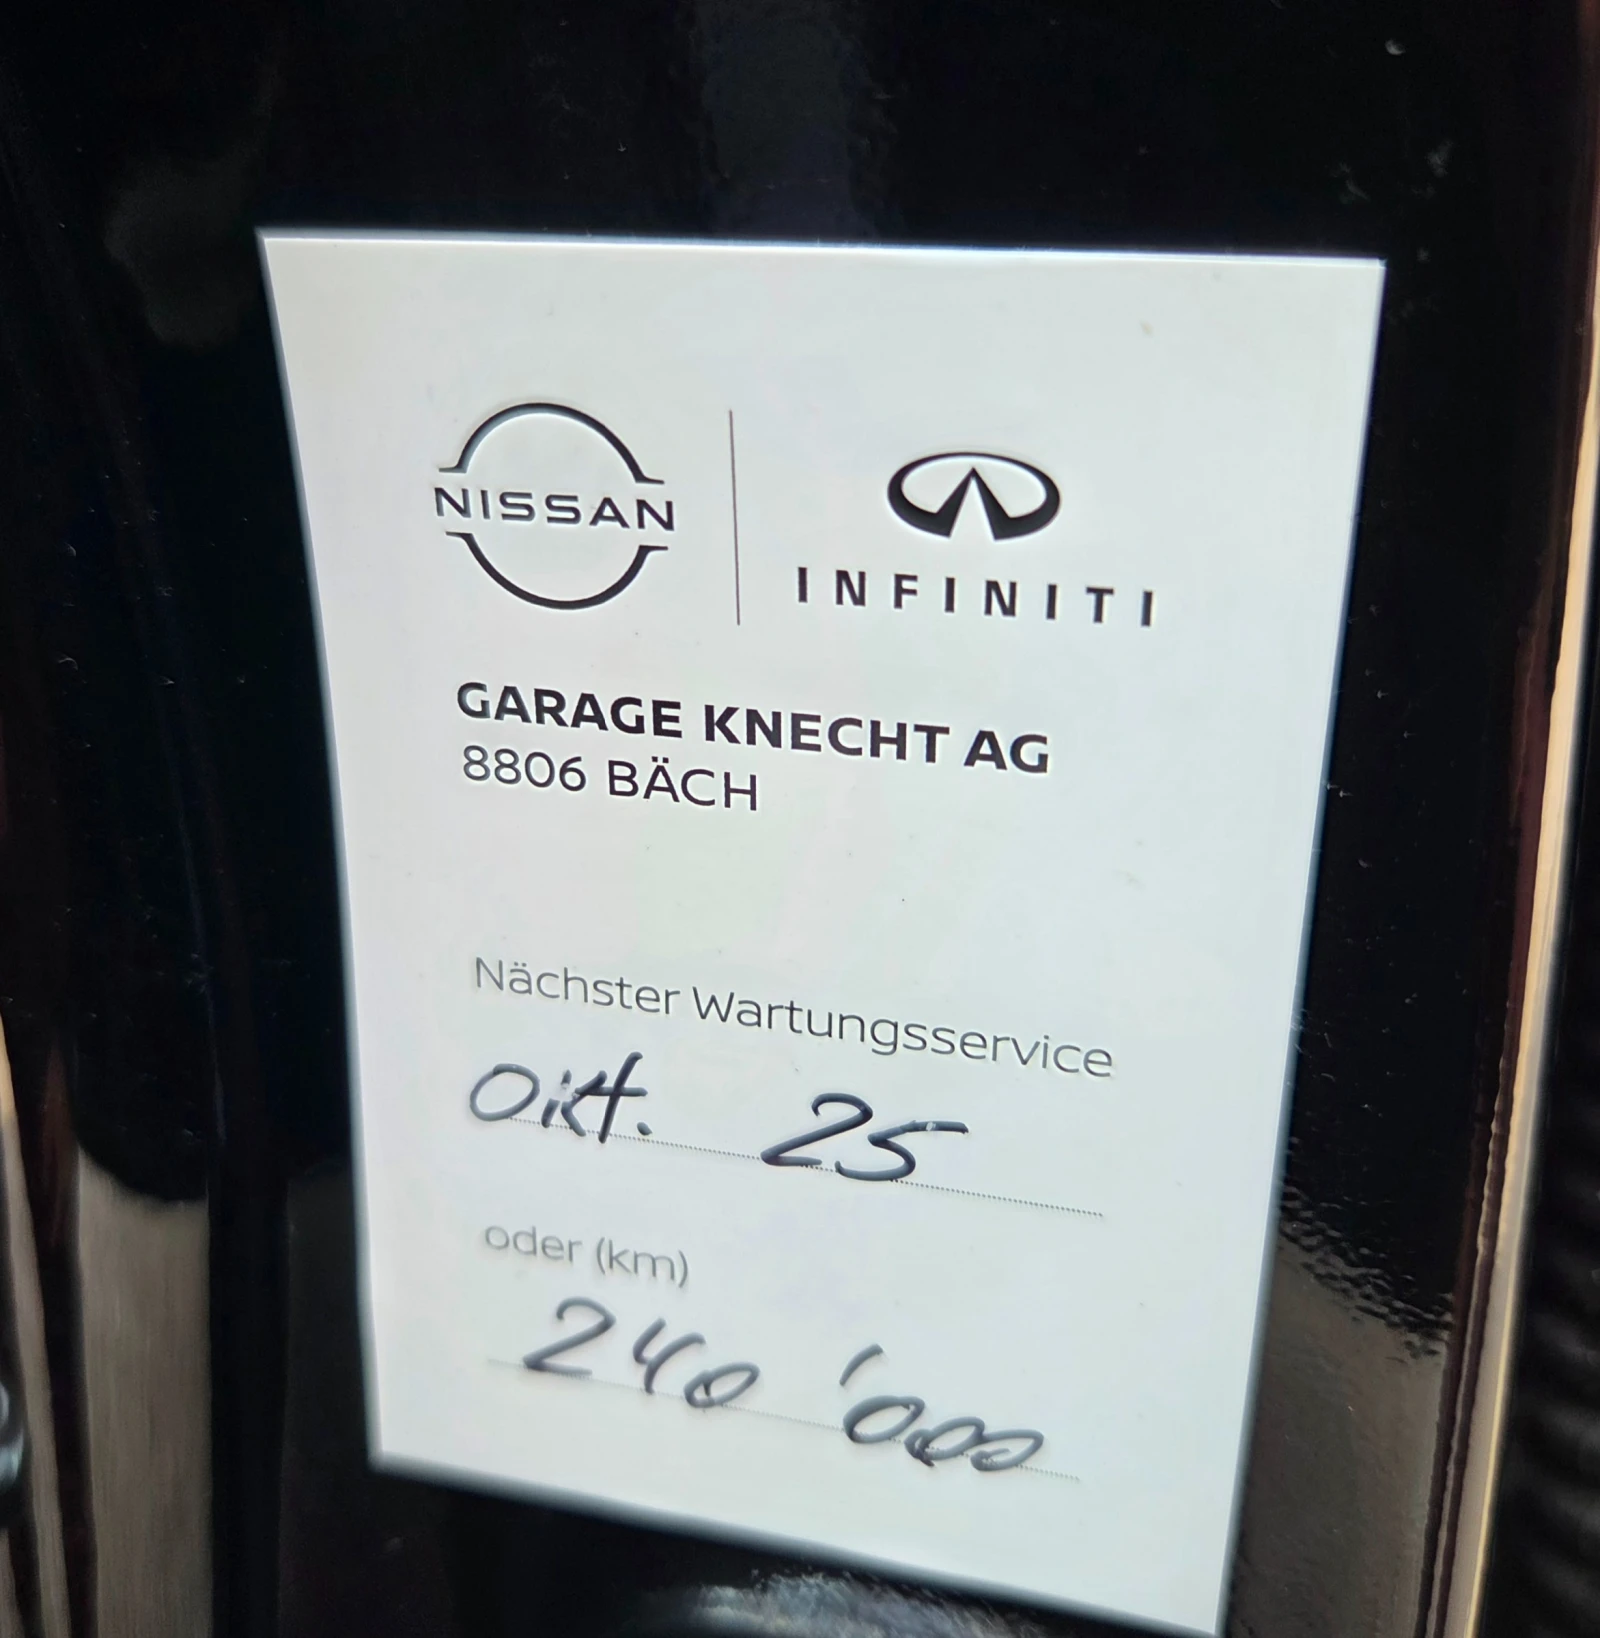 NISSAN
INFINITI
GARAGE KNECHT AG
8806 BÄCH
Nächster Wartungsservice
Okt. 25
oder (km)
240'000